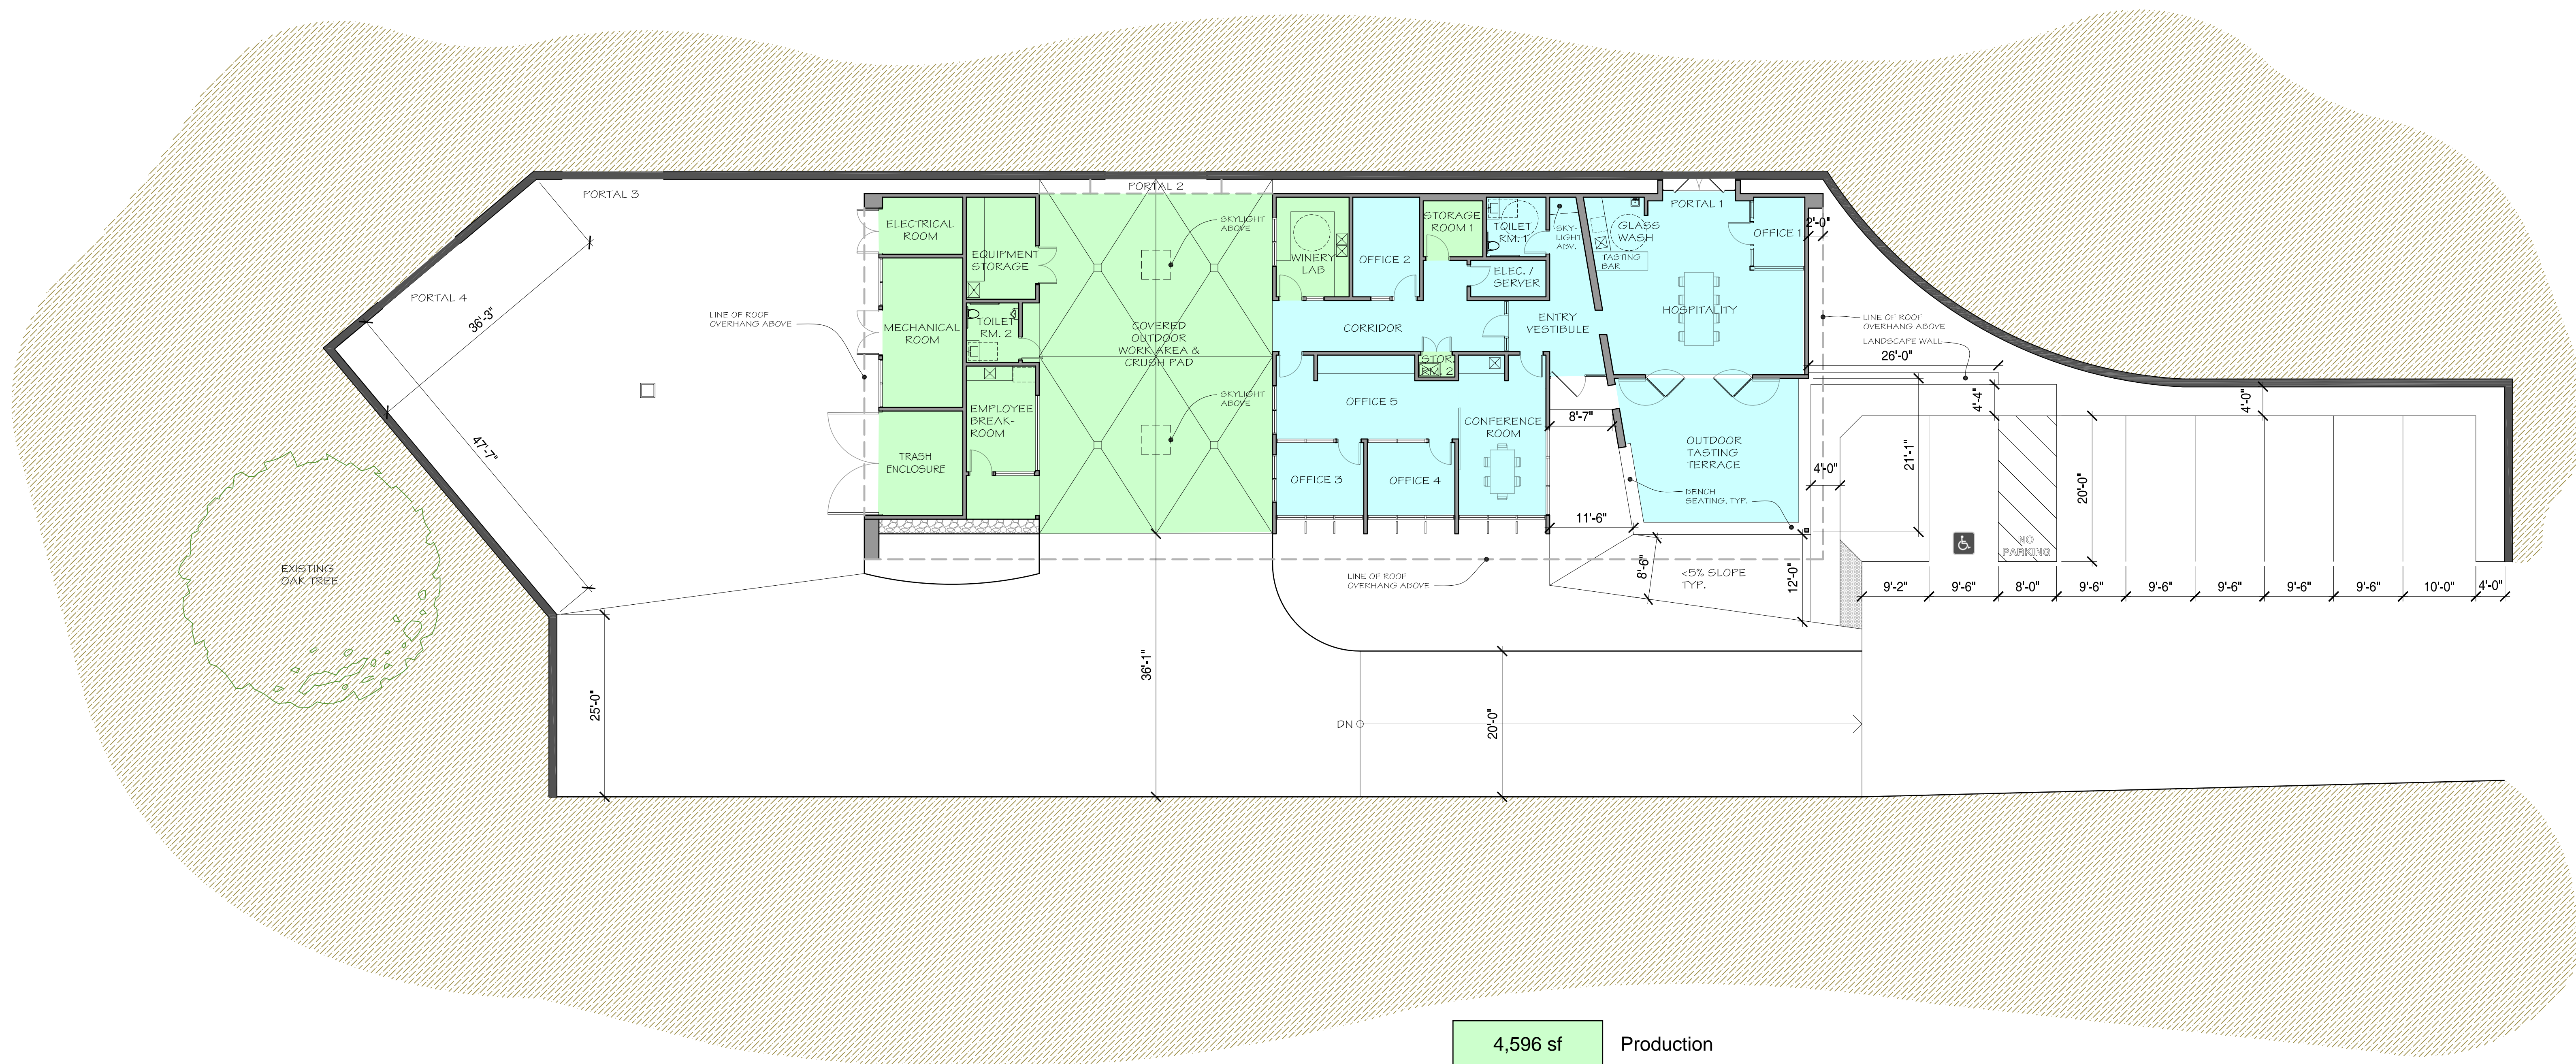 PORTAL 3
PORTAL 4
36'-3"
47'-7"
EXISTING
OAK TREE
25'-0"
LINE OF ROOF
OVERHANG ABOVE
ELECTRICAL
ROOM
MECHANICAL
ROOM
TRASH
ENCLOSURE
EQUIPMENT
STORAGE
TOILET
RM. 2
EMPLOYEE
BREAK-
ROOM
PORTAL 2
SKYLIGHT
ABOVE
COVERED
OUTDOOR
WORK AREA &
CRUSH PAD
SKYLIGHT
ABOVE
36'-1"
WINERY
LAB
OFFICE 2
STORAGE
ROOM 1
TOILET
RM. 1
SKY-
LIGHT
ABV.
ELEC. /
SERVER
CORRIDOR
ENTRY
VESTIBULE
STOR.
RM. 2
OFFICE 5
CONFERENCE
ROOM
OFFICE 3
OFFICE 4
GLASS
WASH
TASTING
BAR
PORTAL 1
OFFICE 1
HOSPITALITY
2'-0"
LINE OF ROOF
OVERHANG ABOVE
LANDSCAPE WALL
26'-0"
4'-4"
4'-0"
8'-7"
OUTDOOR
TASTING
TERRACE
BENCH
SEATING, TYP.
11'-6"
21'-1"
4'-0"
20'-0"
NO
PARKING
LINE OF ROOF
OVERHANG ABOVE
8'-6"
<5% SLOPE
TYP.
12'-0"
9'-2"
9'-6"
8'-0"
9'-6"
9'-6"
9'-6"
9'-6"
9'-6"
10'-0"
4'-0"
DN
20'-0"
4,596 sf
Production